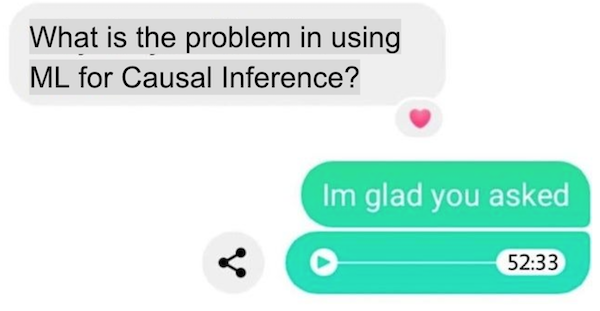 What is the problem in using
ML for Causal Inference?
Im glad you asked
52:33